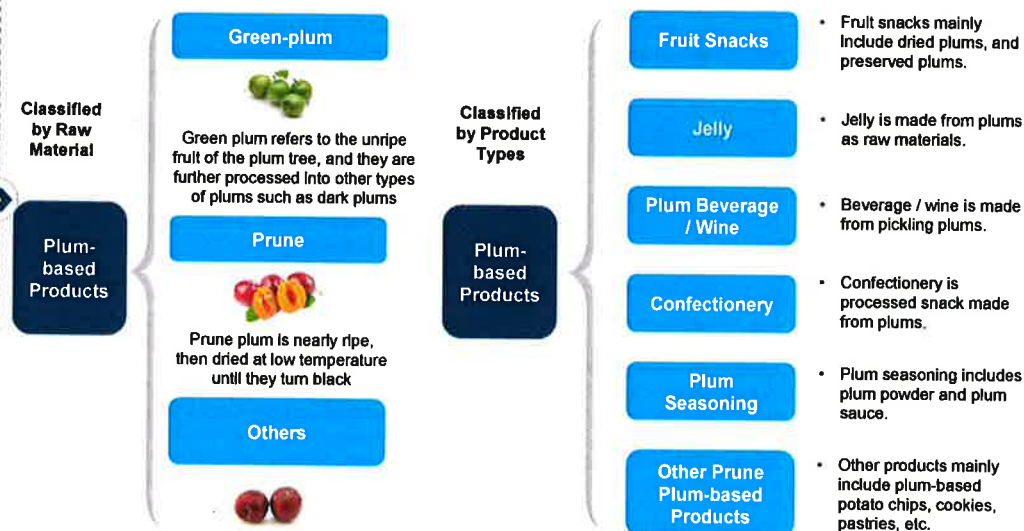 Classified
by Raw
Material
Plum-
based
Products
Green-plum
Green plum refers to the unripe
fruit of the plum tree, and they are
further processed into other types
of plums such as dark plums
Prune
Prune plum is nearly ripe,
then dried at low temperature
until they turn black
Others
Classified
by Product
Types
Plum-
based
Products
Fruit Snacks
• Fruit snacks mainly
include dried plums, and
preserved plums.
Jelly
• Jelly is made from plums
as raw materials.
Plum Beverage
/ Wine
• Beverage / wine is made
from pickling plums.
Confectionery
• Confectionery is
processed snack made
from plums.
Plum
Seasoning
• Plum seasoning includes
plum powder and plum
sauce.
Other Prune
Plum-based
Products
• Other products mainly
include plum-based
potato chips, cookies,
pastries, etc.